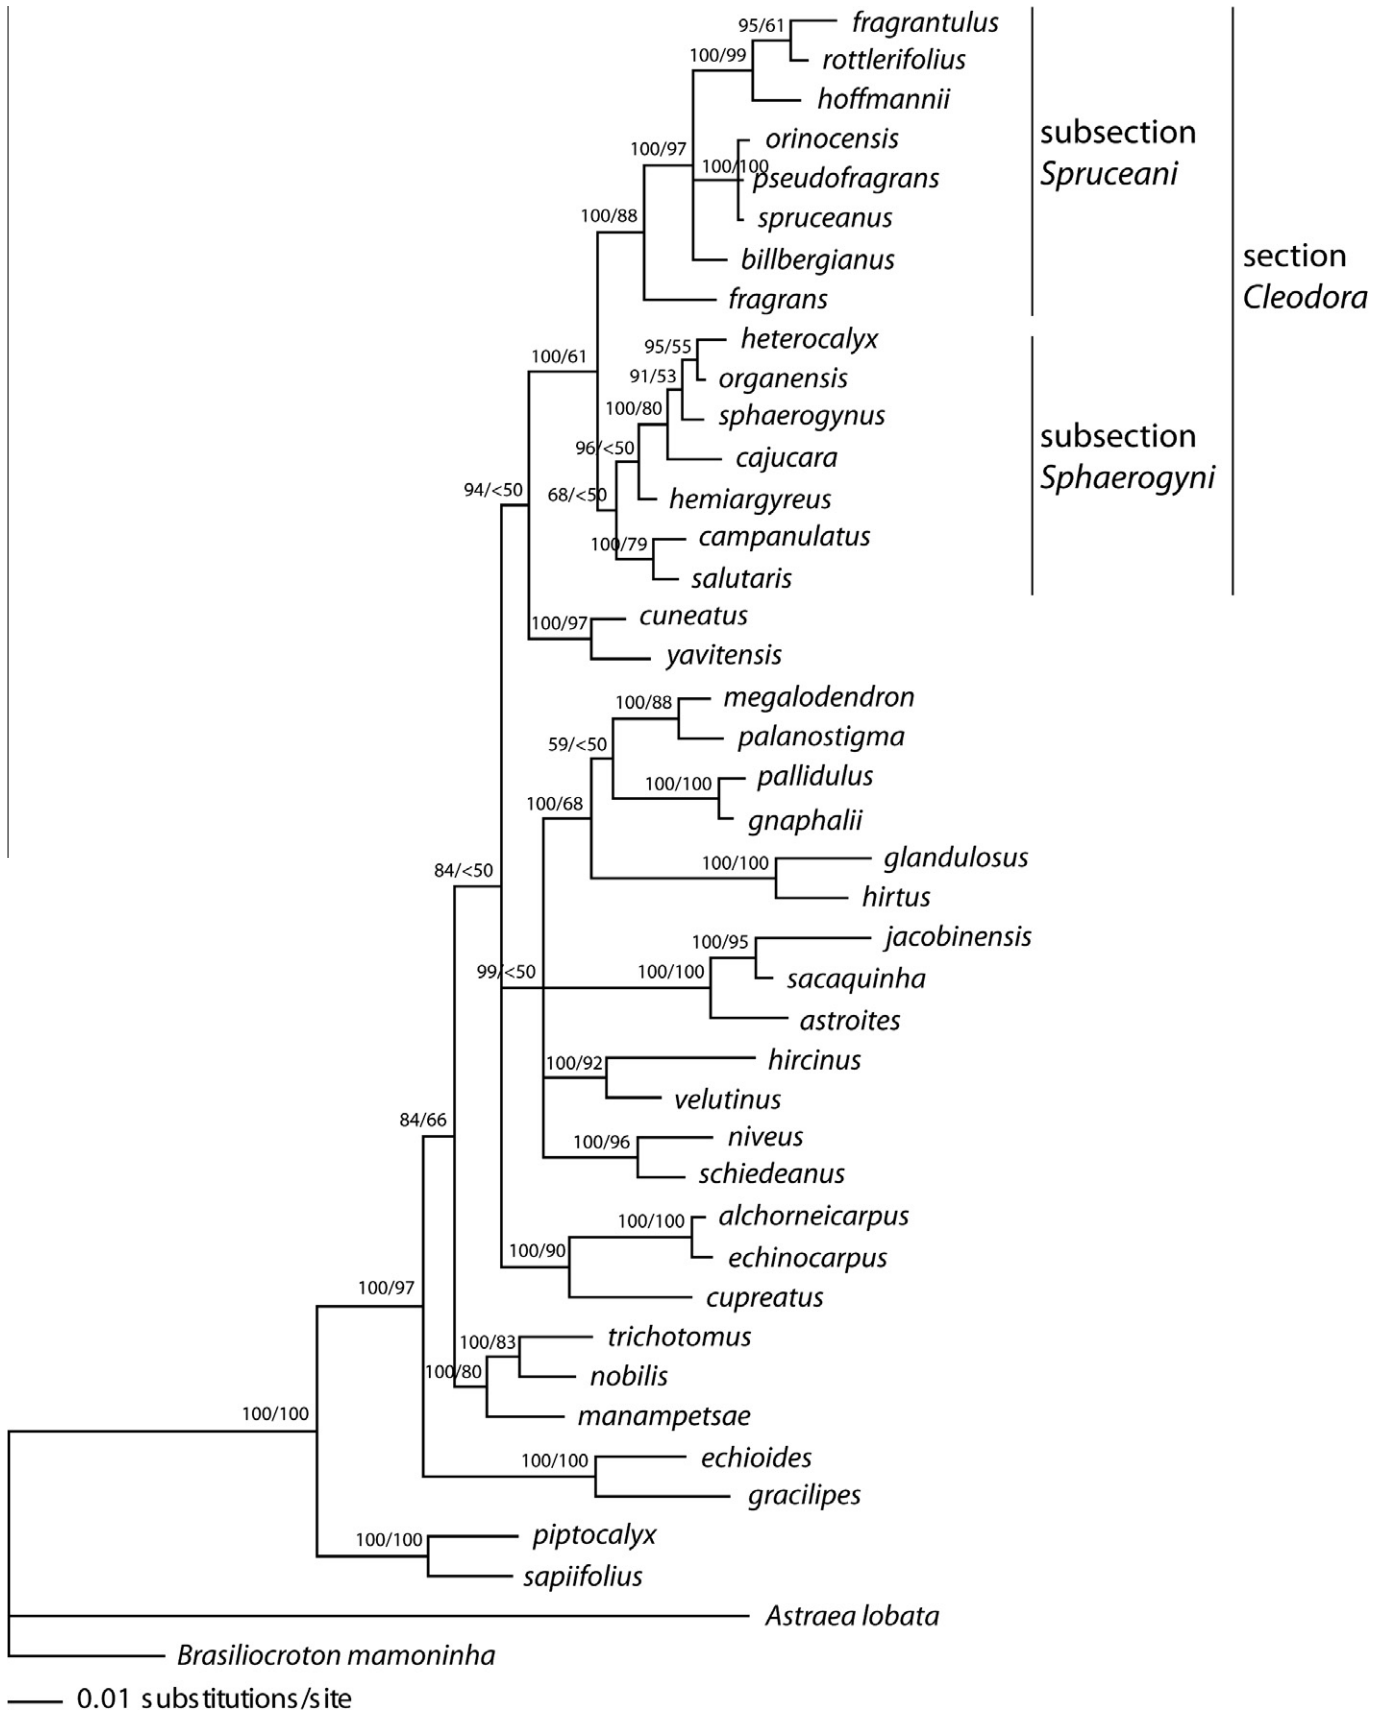 95/61
fragrantulus
100/99
rottlerifolius
hoffmannii
orinocensis
subsection
Spruceani
100/97
100/100
pseudofragrans
100/88
spruceanus
billbergianus
section
Cleodora
fragrans
heterocalyx
95/55
100/61
91/53
organensis
100/80
sphaerogynus
subsection
Sphaerogyni
96/<50
cajucara
94/<50
68/<50
hemiargyreus
campanulatus
100/79
salutaris
100/97
cuneatus
yavitensis
100/88
megalodendron
59/<50
palanostigma
100/100
pallidulus
100/68
gnaphalii
100/100
glandulosus
84/<50
hirtus
100/95
jacobinensis
99/<50
100/100
sacaquinha
astroites
100/92
hircinus
velutinus
84/66
100/96
niveus
schiedeanus
100/100
alchorneicarpus
100/90
echinocarpus
100/97
cupreatus
100/83
trichotomus
100/80
nobilis
100/100
manampetsae
100/100
echioides
gracilipes
100/100
piptocalyx
sapiifolius
Astraea lobata
Brasiliocroton mamoninha
0.01 substitutions/site